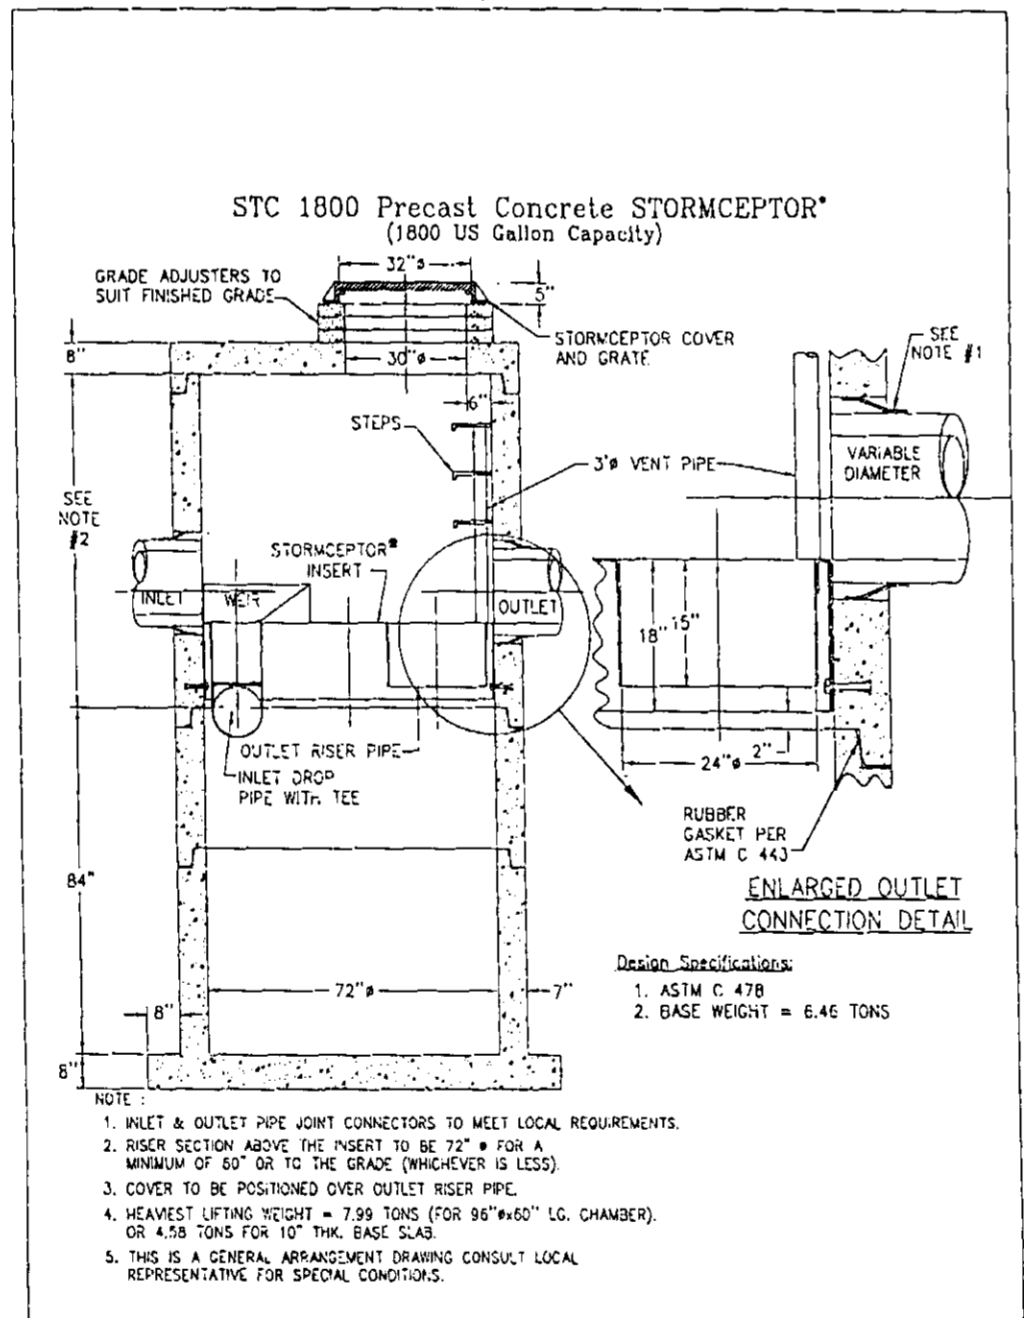 STC 1800 Precast Concrete STORMCEPTOR®
(1800 US Gallon Capacity)
32"ø
GRADE ADJUSTERS TO
SUIT FINISHED GRADE
5"
STORMCEPTOR COVER
AND GRATE
SEE
NOTE #1
8"
30"ø
6"
STEPS
3"ø VENT PIPE
VARIABLE
DIAMETER
SEE
NOTE
#2
STORMCEPTOR®
INSERT
INLET
WEIR
OUTLET
18"
15"
OUTLET RISER PIPE
INLET DROP
PIPE WITH TEE
2"
24"ø
RUBBER
GASKET PER
ASTM C 443
84"
ENLARGED OUTLET
CONNECTION DETAIL
72"ø
7"
8"
8"
Design Specifications:
1. ASTM C 478
2. BASE WEIGHT = 6.46 TONS
NOTE :
1. INLET & OUTLET PIPE JOINT CONNECTORS TO MEET LOCAL REQUIREMENTS.
2. RISER SECTION ABOVE THE INSERT TO BE 72" ø FOR A
MINIMUM OF 60" OR TO THE GRADE (WHICHEVER IS LESS).
3. COVER TO BE POSITIONED OVER OUTLET RISER PIPE.
4. HEAVIEST LIFTING WEIGHT = 7.99 TONS (FOR 96"øx60" LG. CHAMBER).
OR 4.58 TONS FOR 10" THK. BASE SLAB.
5. THIS IS A GENERAL ARRANGEMENT DRAWING CONSULT LOCAL
REPRESENTATIVE FOR SPECIAL CONDITIONS.